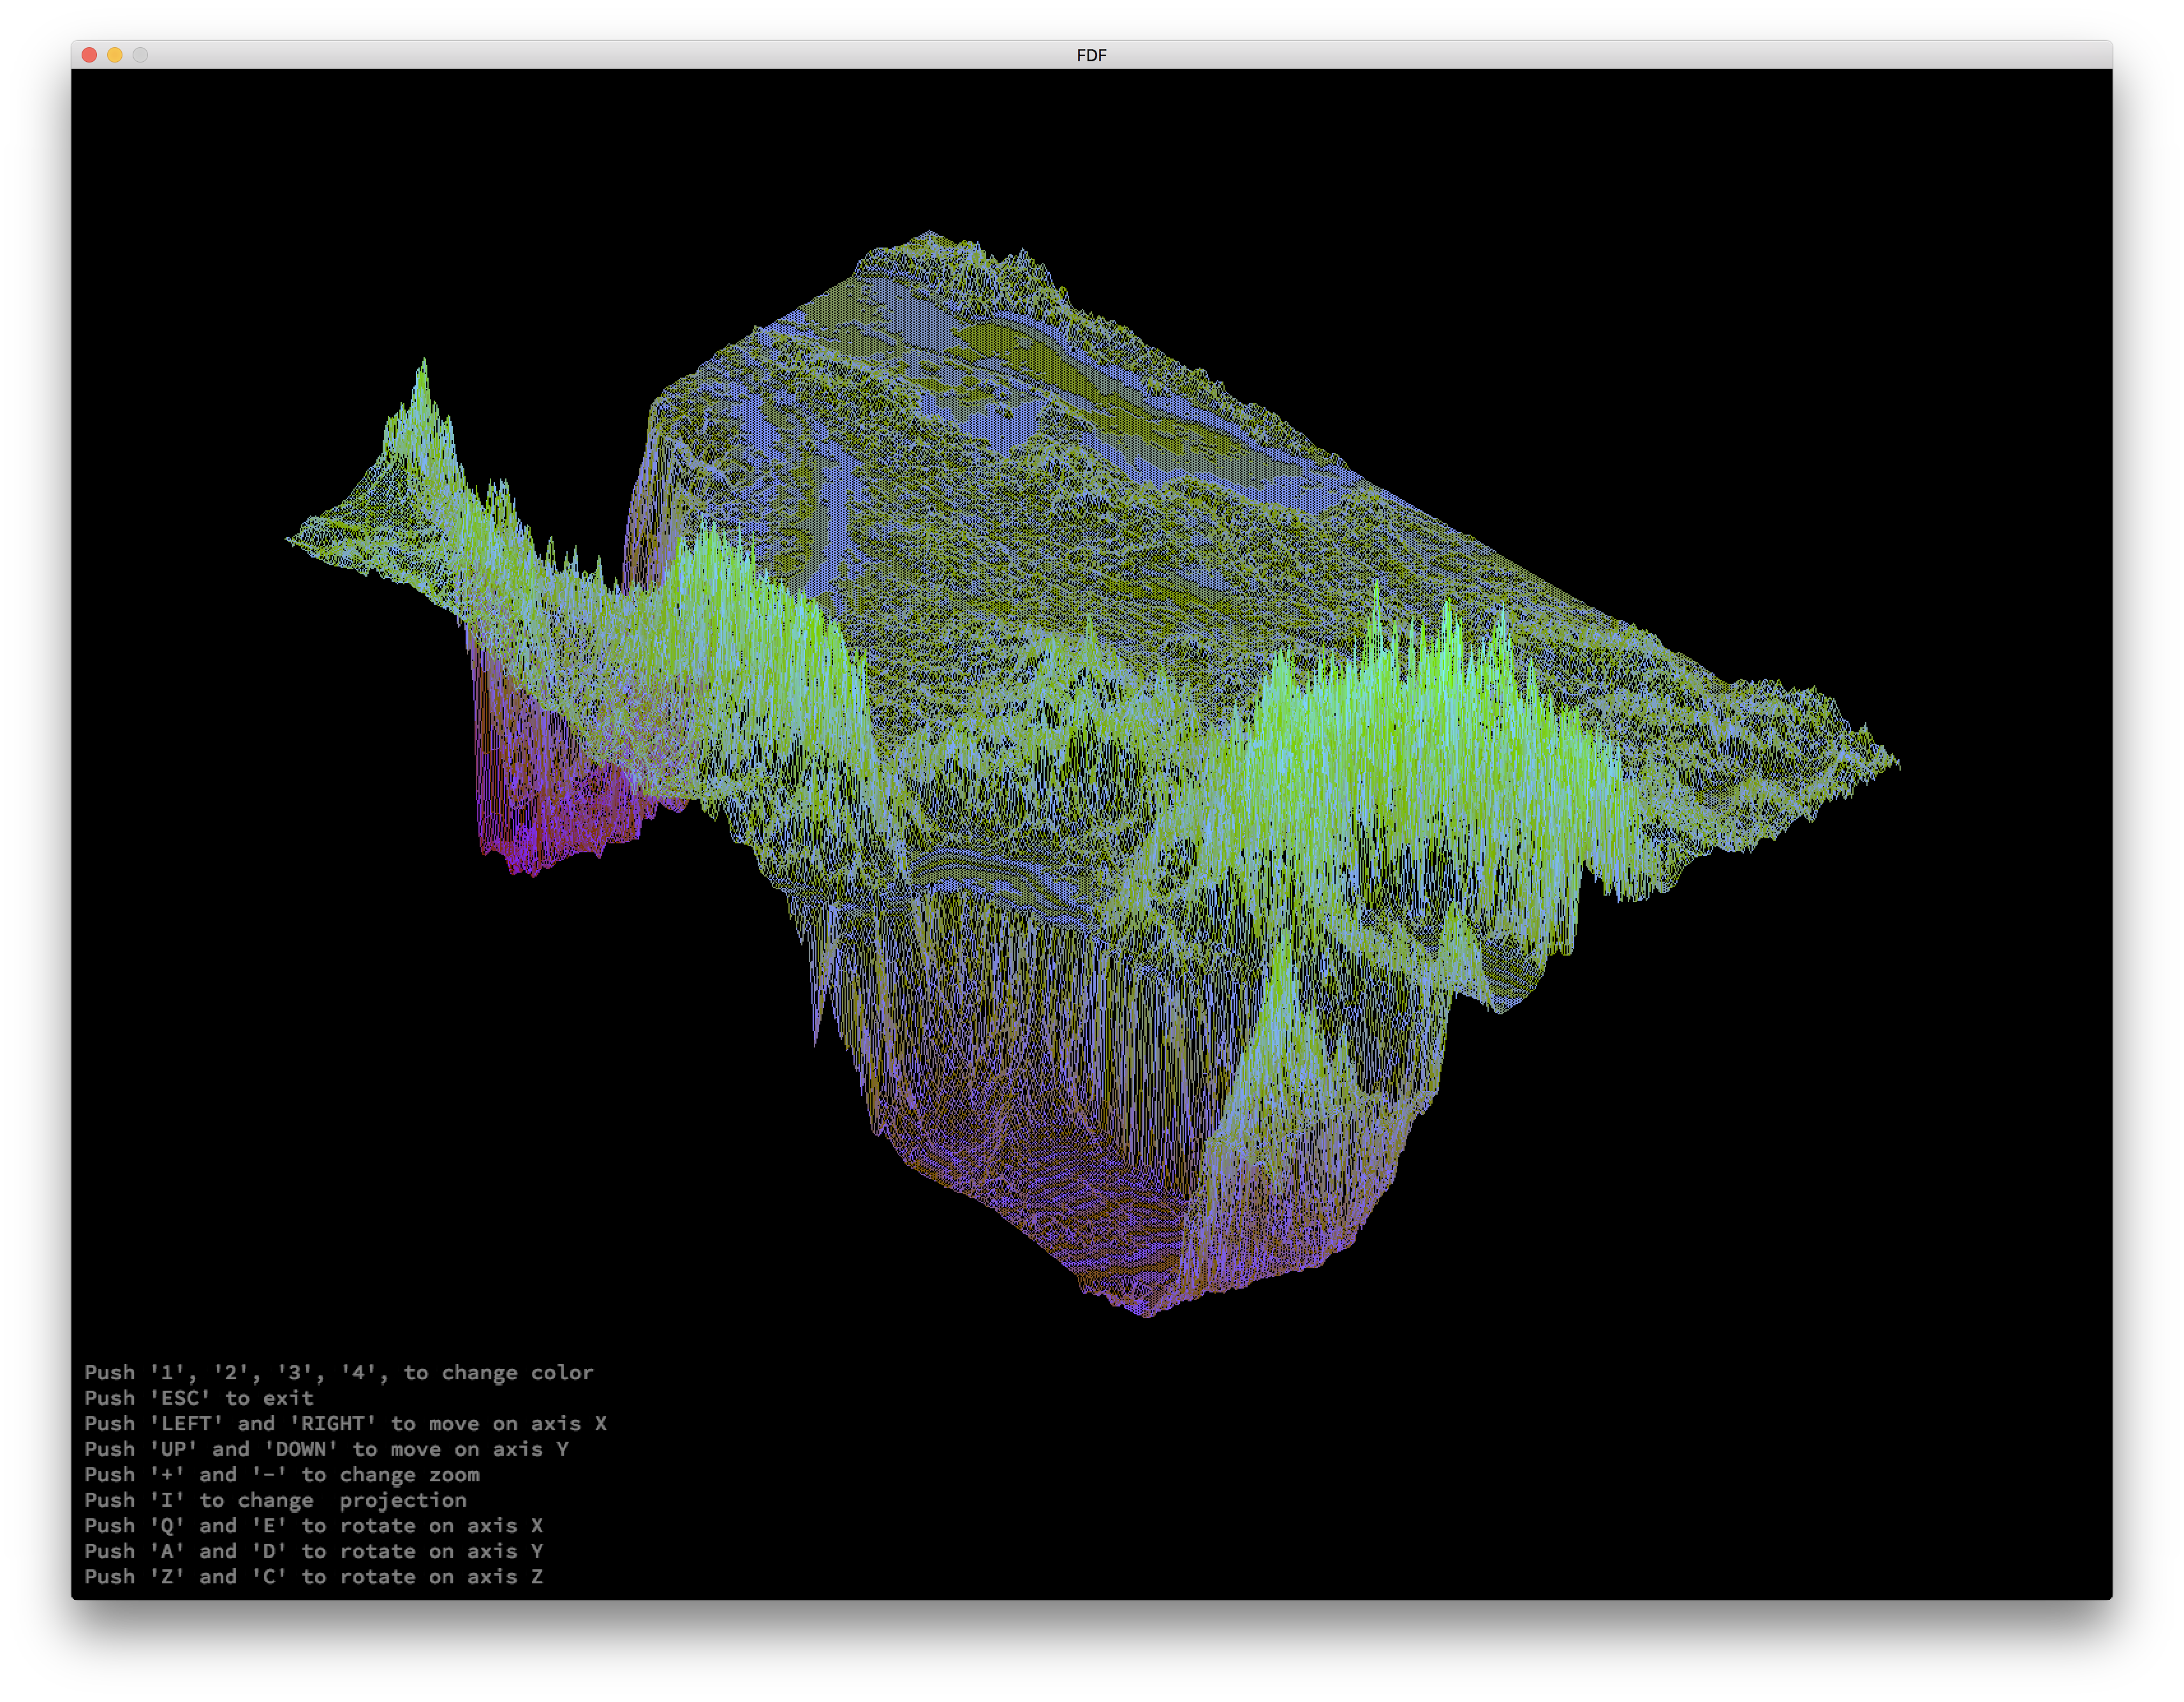 FDF
Push '1', '2', '3', '4', to change color
Push 'ESC' to exit
Push 'LEFT' and 'RIGHT' to move on axis X
Push 'UP' and 'DOWN' to move on axis Y
Push '+' and '-' to change zoom
Push 'I' to change  projection
Push 'Q' and 'E' to rotate on axis X
Push 'A' and 'D' to rotate on axis Y
Push 'Z' and 'C' to rotate on axis Z